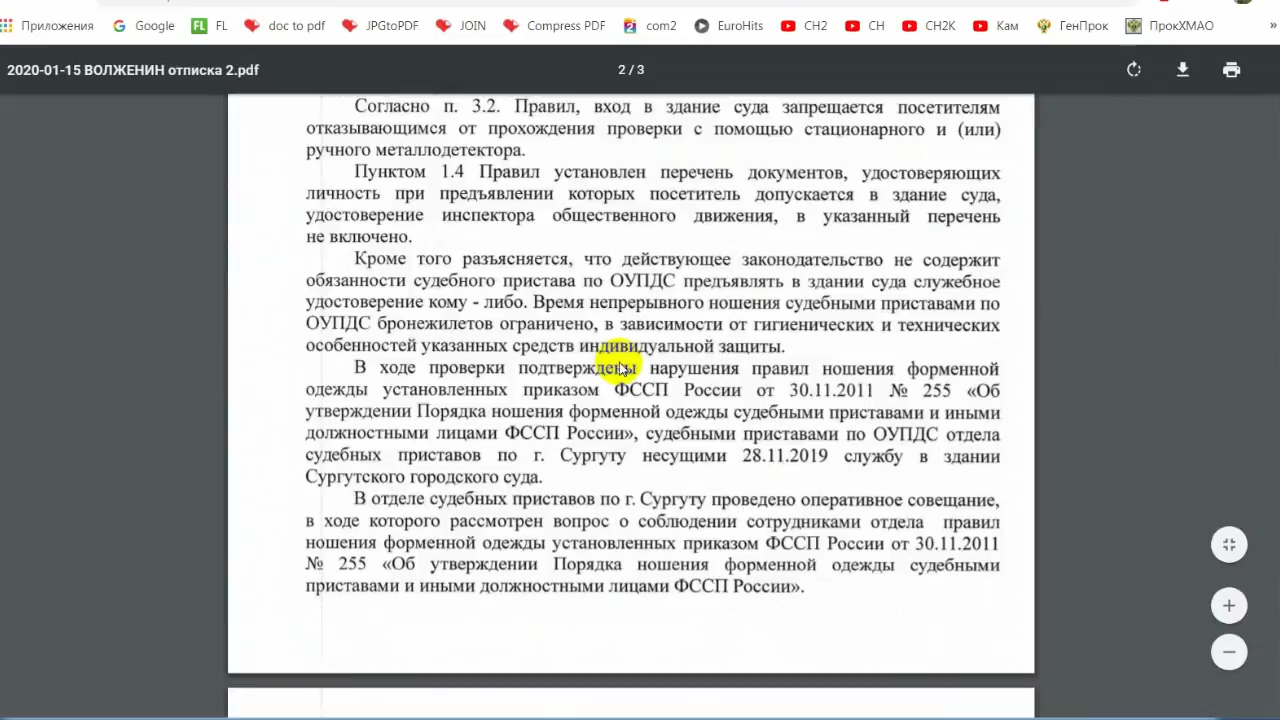 Приложения Google FL FL doc to pdf JPGtoPDF JOIN Compress PDF 2 com2 EuroHits CH2 CH CH2K Кам ГенПрок ПрокХМАО »
2020-01-15 ВОЛЖЕНИН отписка 2.pdf 2 / 3
Согласно п. 3.2. Правил, вход в здание суда запрещается посетителям
отказывающимся от прохождения проверки с помощью стационарного и (или)
ручного металлодетектора.
Пунктом 1.4 Правил установлен перечень документов, удостоверяющих
личность при предъявлении которых посетитель допускается в здание суда,
удостоверение инспектора общественного движения, в указанный перечень
не включено.
Кроме того разъясняется, что действующее законодательство не содержит
обязанности судебного пристава по ОУПДС предъявлять в здании суда служебное
удостоверение кому - либо. Время непрерывного ношения судебными приставами по
ОУПДС бронежилетов ограничено, в зависимости от гигиенических и технических
особенностей указанных средств индивидуальной защиты.
В ходе проверки подтверждены нарушения правил ношения форменной
одежды установленных приказом ФССП России от 30.11.2011 № 255 «Об
утверждении Порядка ношения форменной одежды судебными приставами и иными
должностными лицами ФССП России», судебными приставами по ОУПДС отдела
судебных приставов по г. Сургуту несущими 28.11.2019 службу в здании
Сургутского городского суда.
В отделе судебных приставов по г. Сургуту проведено оперативное совещание,
в ходе которого рассмотрен вопрос о соблюдении сотрудниками отдела правил
ношения форменной одежды установленных приказом ФССП России от 30.11.2011
№ 255 «Об утверждении Порядка ношения форменной одежды судебными
приставами и иными должностными лицами ФССП России».